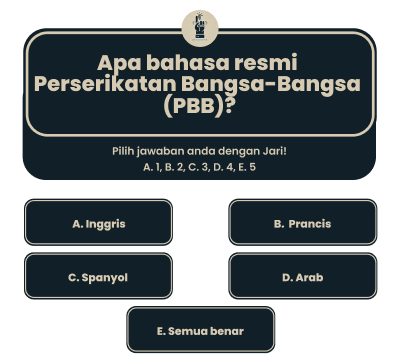 Apa bahasa resmi
Perserikatan Bangsa-Bangsa
(PBB)?
Pilih jawaban anda dengan Jari!
A. 1, B. 2, C. 3, D. 4, E. 5
A. Inggris
B. Prancis
C. Spanyol
D. Arab
E. Semua benar